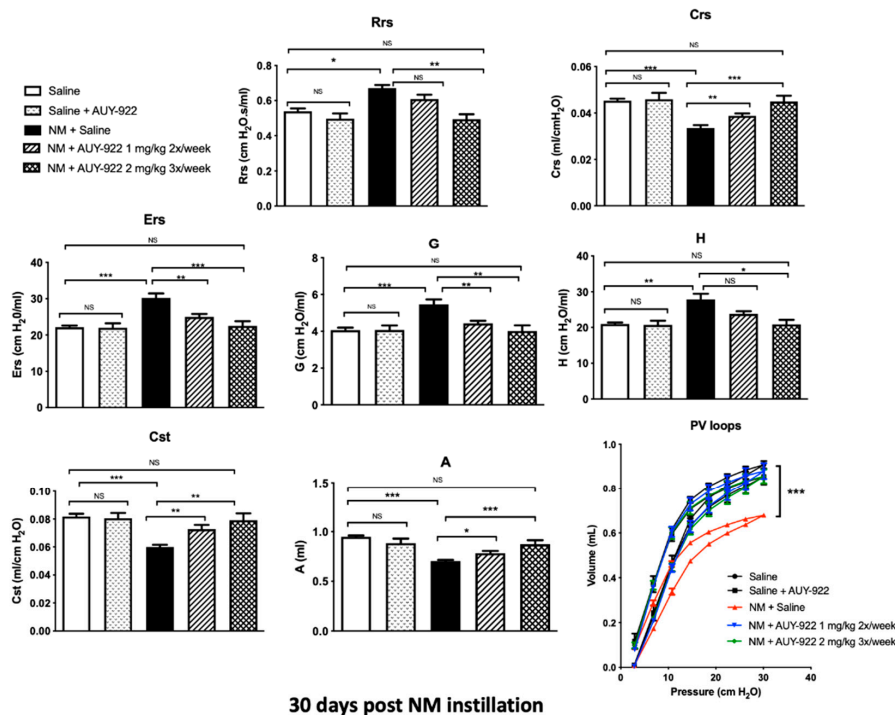 Saline
Saline + AUY-922
NM + Saline
NM + AUY-922 1 mg/kg 2x/week
NM + AUY-922 2 mg/kg 3x/week
Rrs
Rrs (cm H₂O.s/ml)
0.8
0.6
0.4
0.2
0.0
NS
*
**
NS
NS
Crs
Crs (ml/cmH₂O)
0.06
0.04
0.02
0.00
NS
***
***
NS
**
Ers
Ers (cm H₂0/ml)
40
30
20
10
0
NS
***
***
**
NS
G
G (cm H₂O/ml)
8
6
4
2
0
NS
***
**
**
NS
H
H (cm H₂O/ml)
40
30
20
10
0
NS
**
*
NS
NS
Cst
Cst (ml/cm H₂O)
0.10
0.08
0.06
0.04
0.02
0.00
NS
***
**
NS
**
A
A (ml)
1.5
1.0
0.5
0.0
NS
***
***
NS
*
PV loops
Volume (mL)
1.0
0.8
0.6
0.4
0.2
0.0
***
Saline
Saline + AUY-922
NM + Saline
NM + AUY-922 1 mg/kg 2x/week
NM + AUY-922 2 mg/kg 3x/week
0 10 20 30 40
Pressure (cm H₂O)
30 days post NM instillation